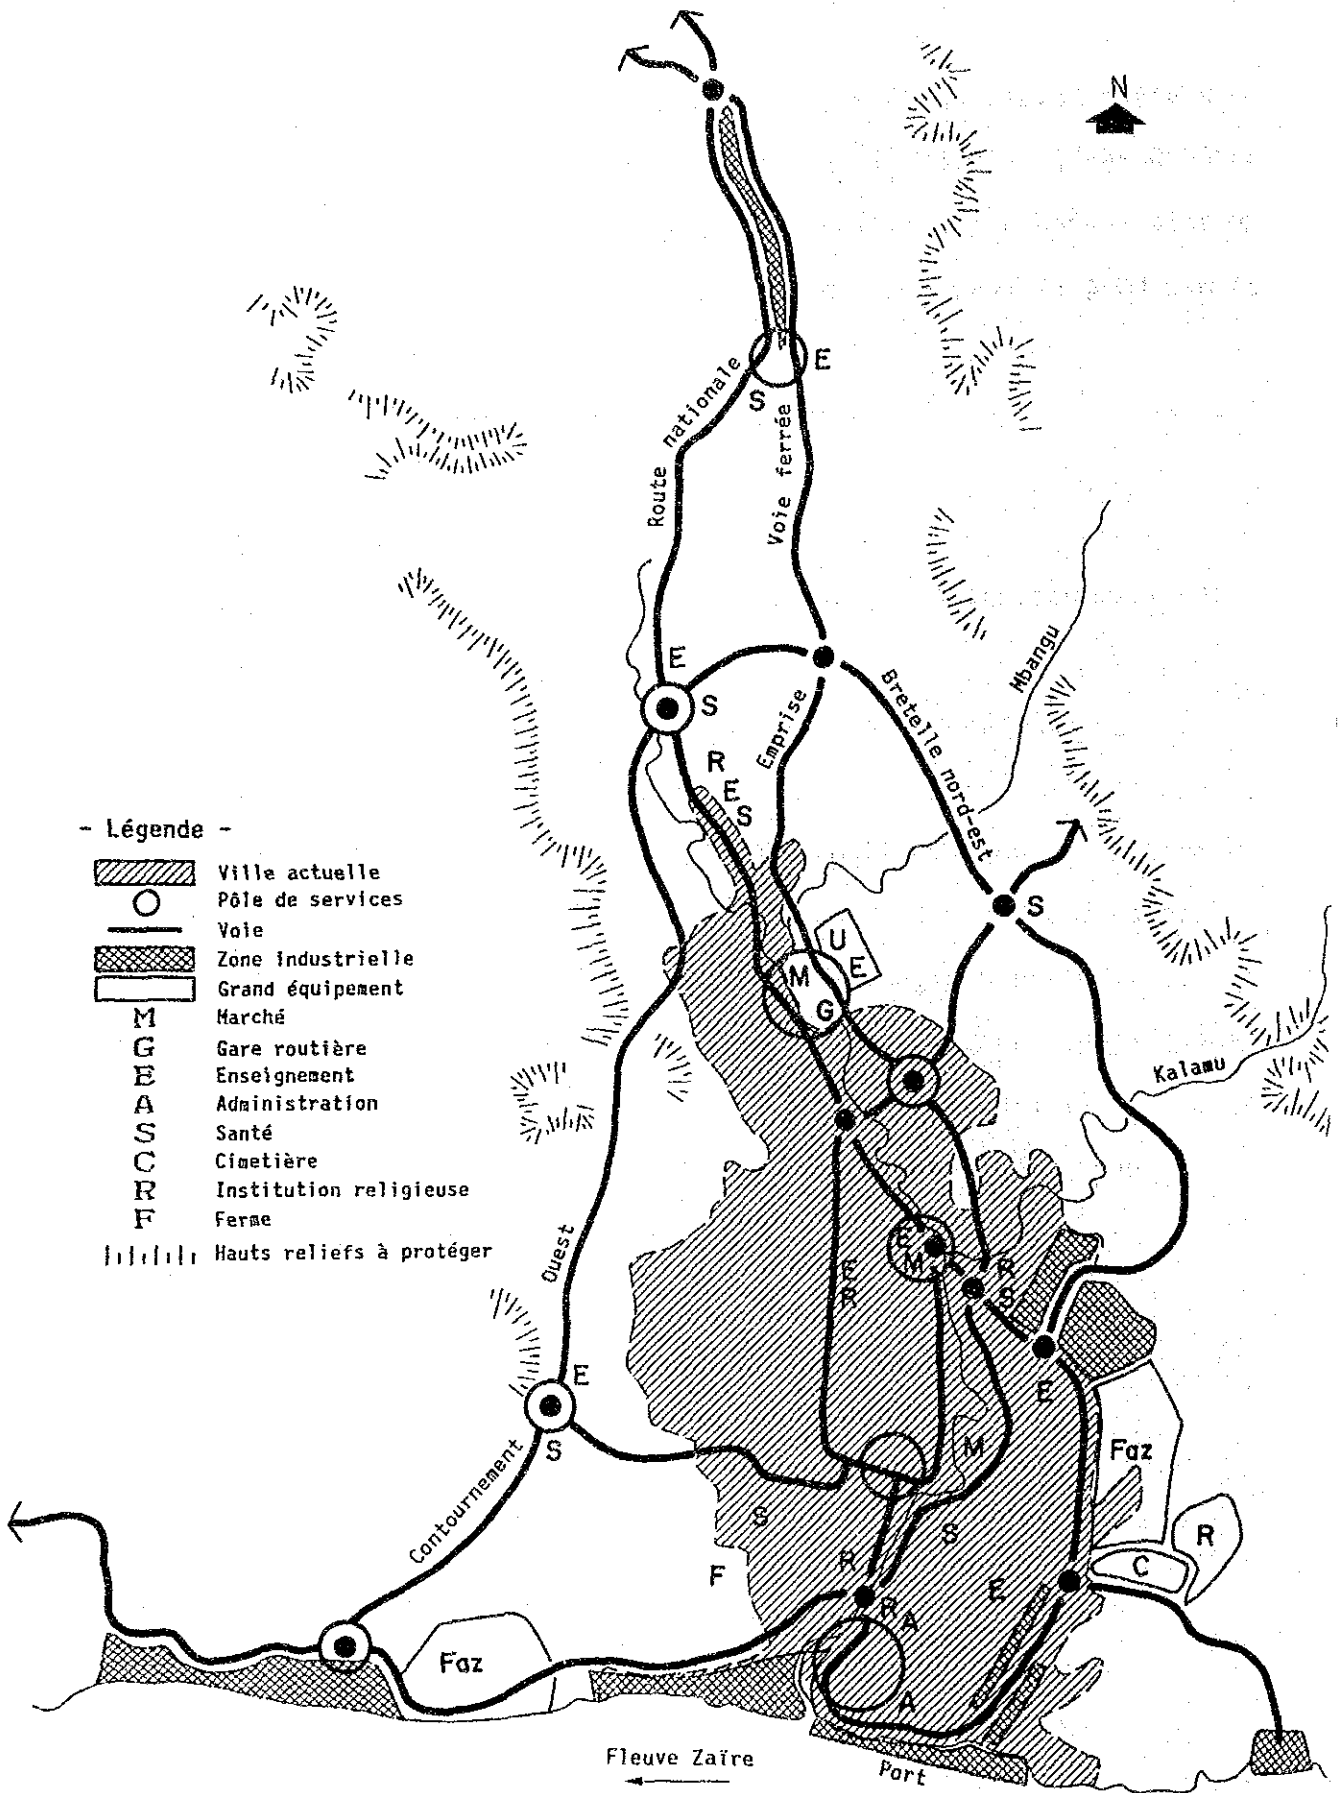 N
E
S
Route nationale
Voie ferrée
E
S
Emprise
Bretelle nord-est
Mbangu
R
E
S
- Légende -
Ville actuelle
Pôle de services
Voie
Zone industrielle
Grand équipement
M Marché
G Gare routière
E Enseignement
A Administration
S Santé
C Cimetière
R Institution religieuse
F Ferme
Hauts reliefs à protéger
S
U
E
M
G
Kalamu
E
M
R
S
E
R
Ouest
E
S
E
M
Faz
Contournement
S
S
R
F
R
C
E
R
A
Faz
A
Fleuve Zaïre
Port